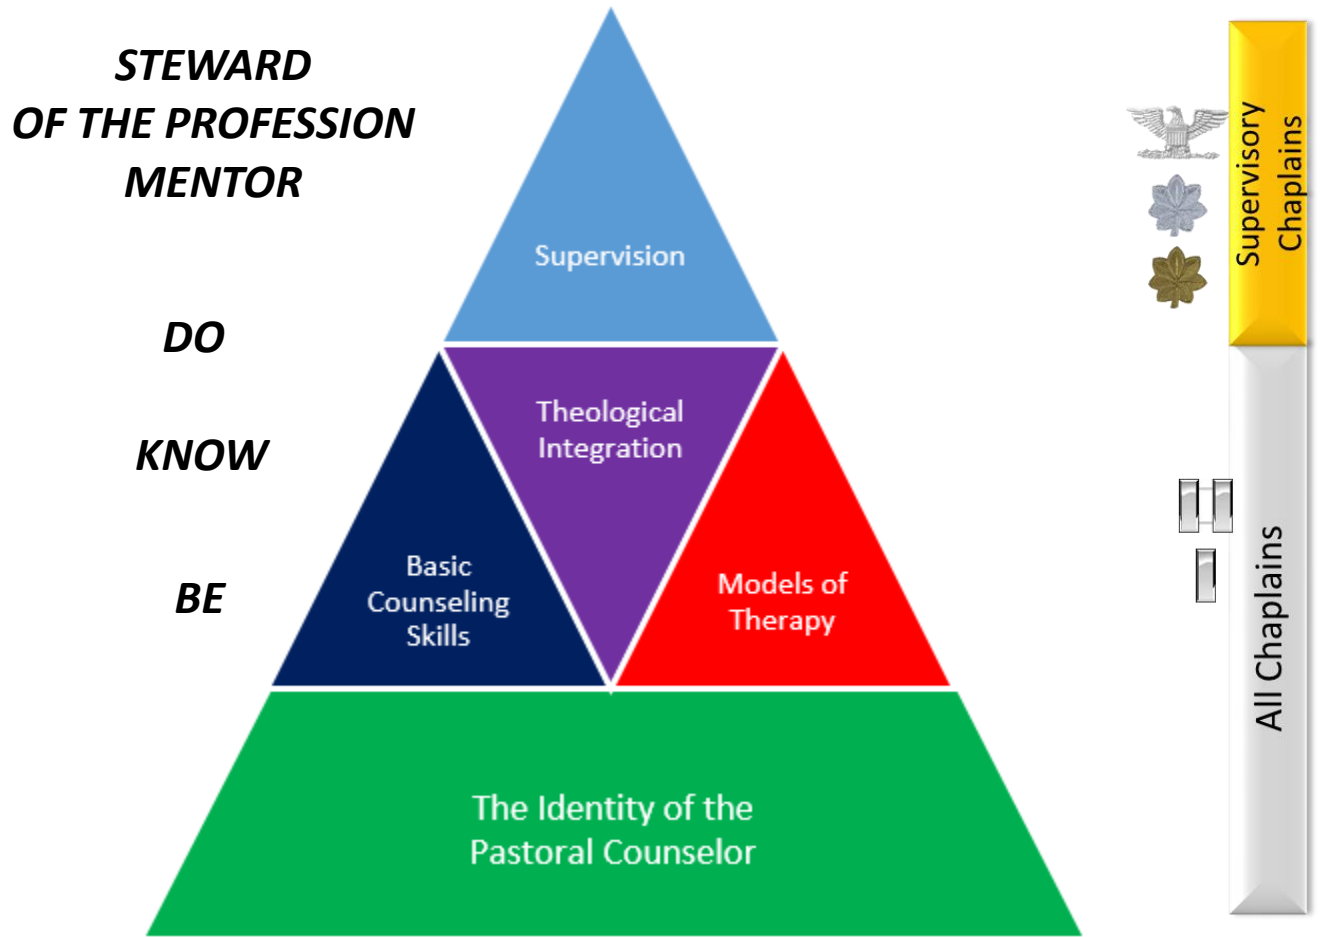 STEWARD
OF THE PROFESSION
MENTOR
DO
KNOW
BE
Supervision
Theological
Integration
Basic
Counseling
Skills
Models of
Therapy
The Identity of the
Pastoral Counselor
Supervisory
Chaplains
All Chaplains